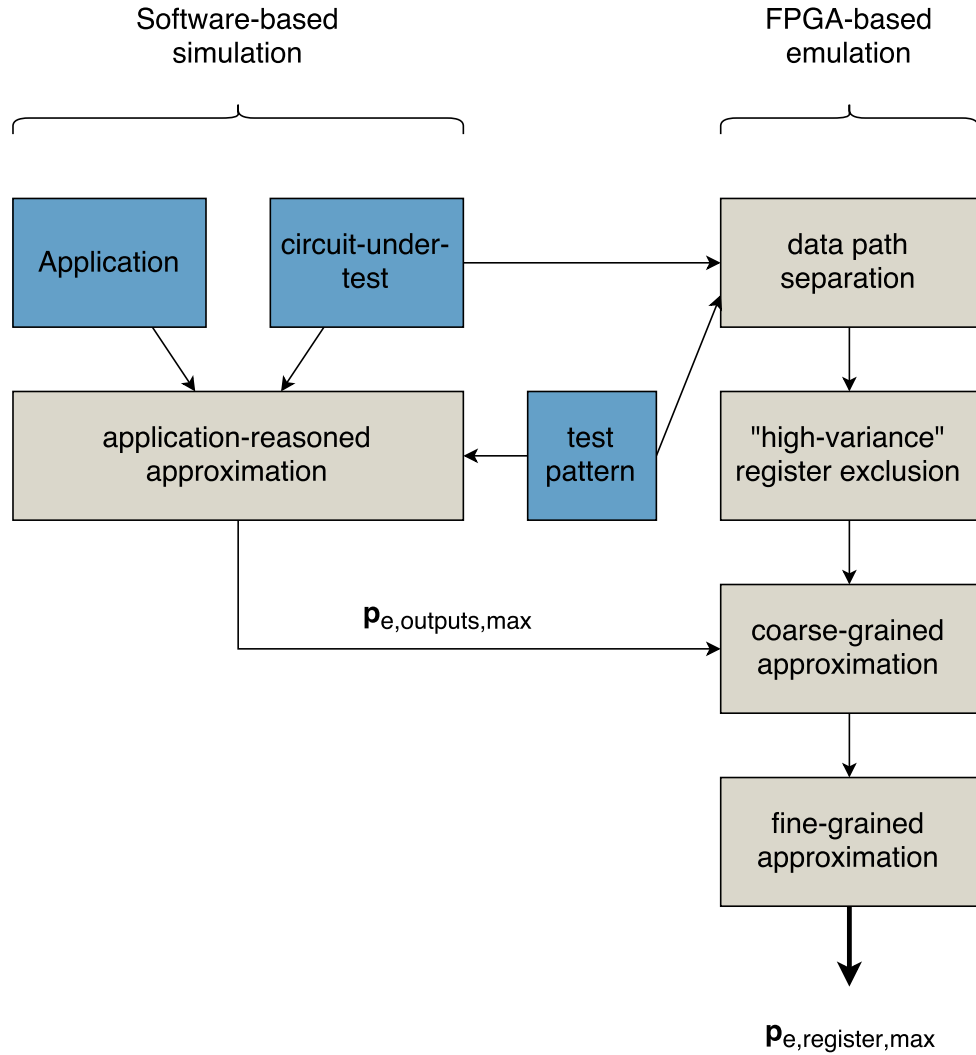 Software-based
simulation
FPGA-based
emulation
Application
circuit-under-
test
data path
separation
application-reasoned
approximation
test
pattern
"high-variance"
register exclusion
pe,outputs,max
coarse-grained
approximation
fine-grained
approximation
pe,register,max